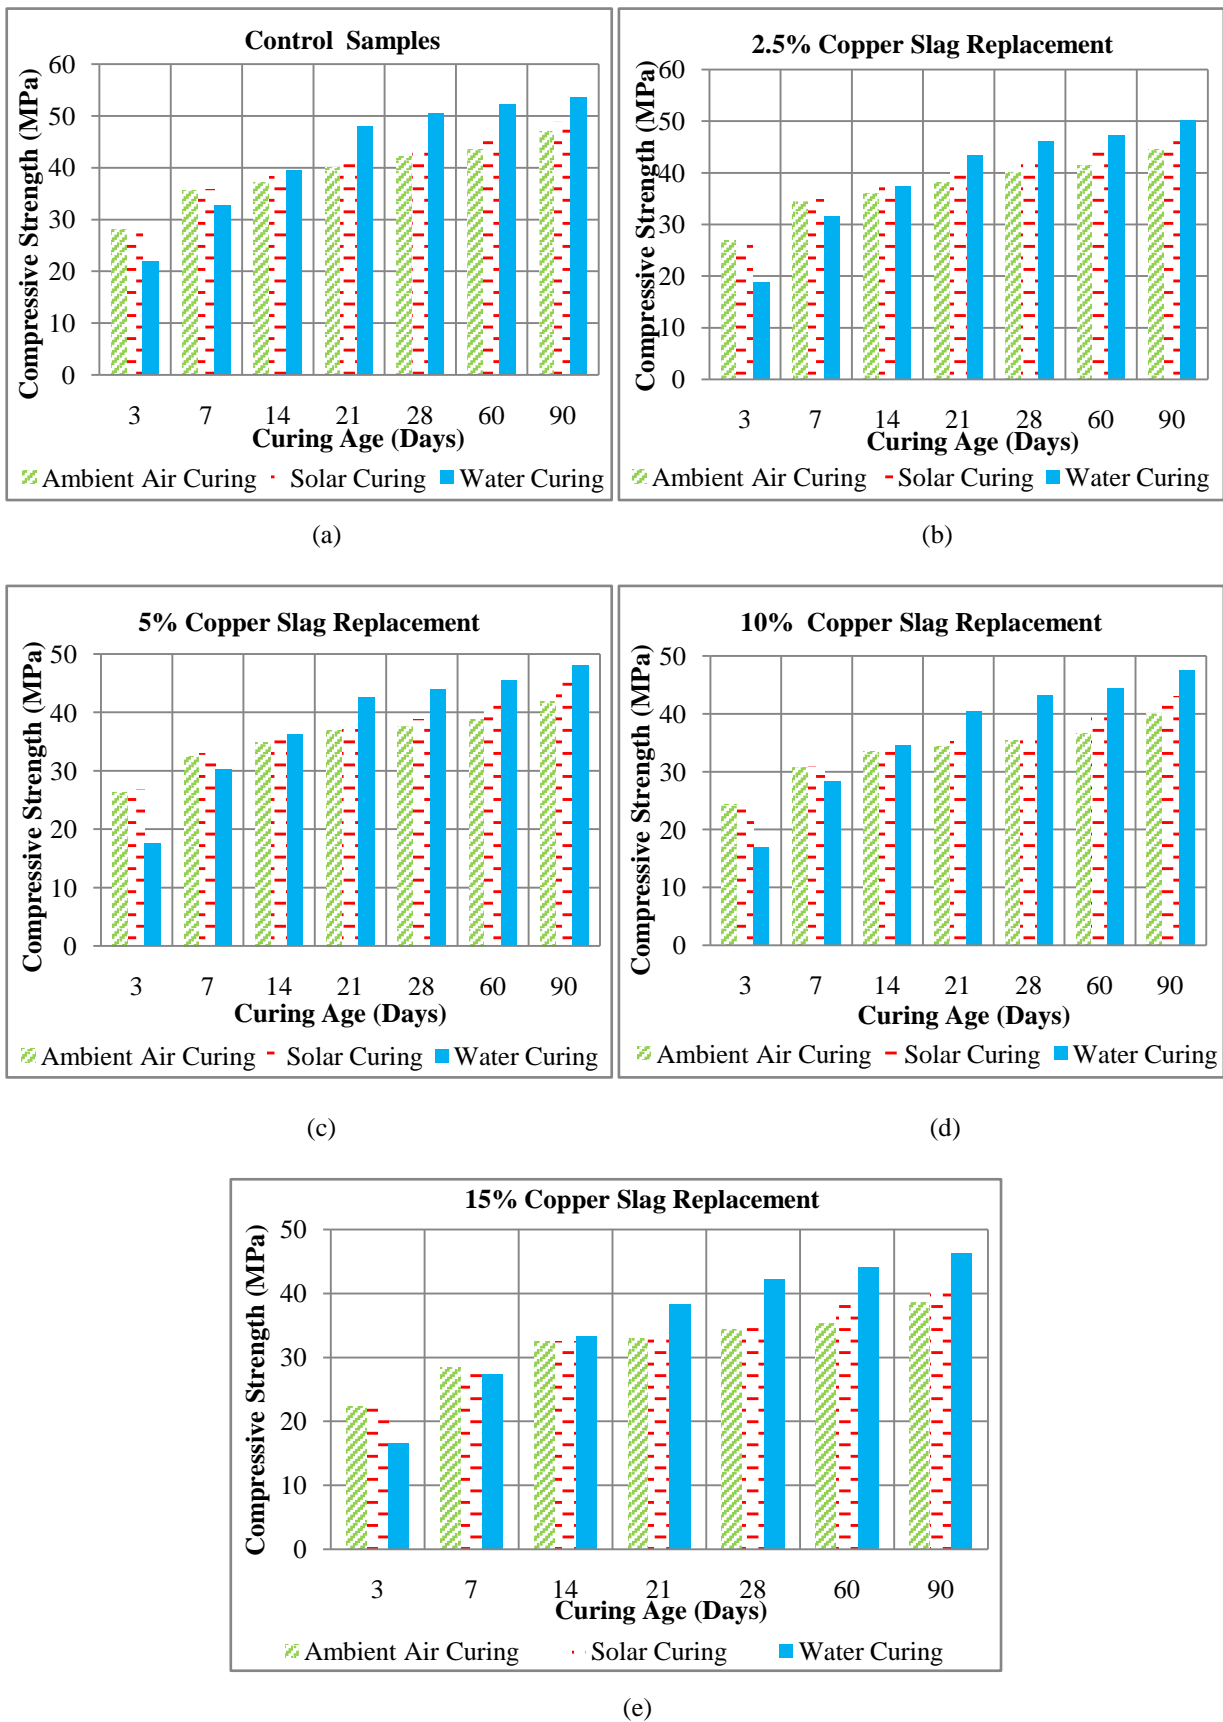 Control Samples
Compressive Strength (MPa)
60
50
40
30
20
10
0
3 7 14 21 28 60 90
Curing Age (Days)
Ambient Air Curing Solar Curing Water Curing
(a)
2.5% Copper Slag Replacement
Compressive Strength (MPa)
60
50
40
30
20
10
0
3 7 14 21 28 60 90
Curing Age (Days)
Ambient Air Curing Solar Curing Water Curing
(b)
5% Copper Slag Replacement
Compressive Strength (MPa)
50
40
30
20
10
0
3 7 14 21 28 60 90
Curing Age (Days)
Ambient Air Curing Solar Curing Water Curing
(c)
10% Copper Slag Replacement
Compressive Strength (MPa)
50
40
30
20
10
0
3 7 14 21 28 60 90
Curing Age (Days)
Ambient Air Curing Solar Curing Water Curing
(d)
15% Copper Slag Replacement
Compressive Strength (MPa)
50
40
30
20
10
0
3 7 14 21 28 60 90
Curing Age (Days)
Ambient Air Curing Solar Curing Water Curing
(e)